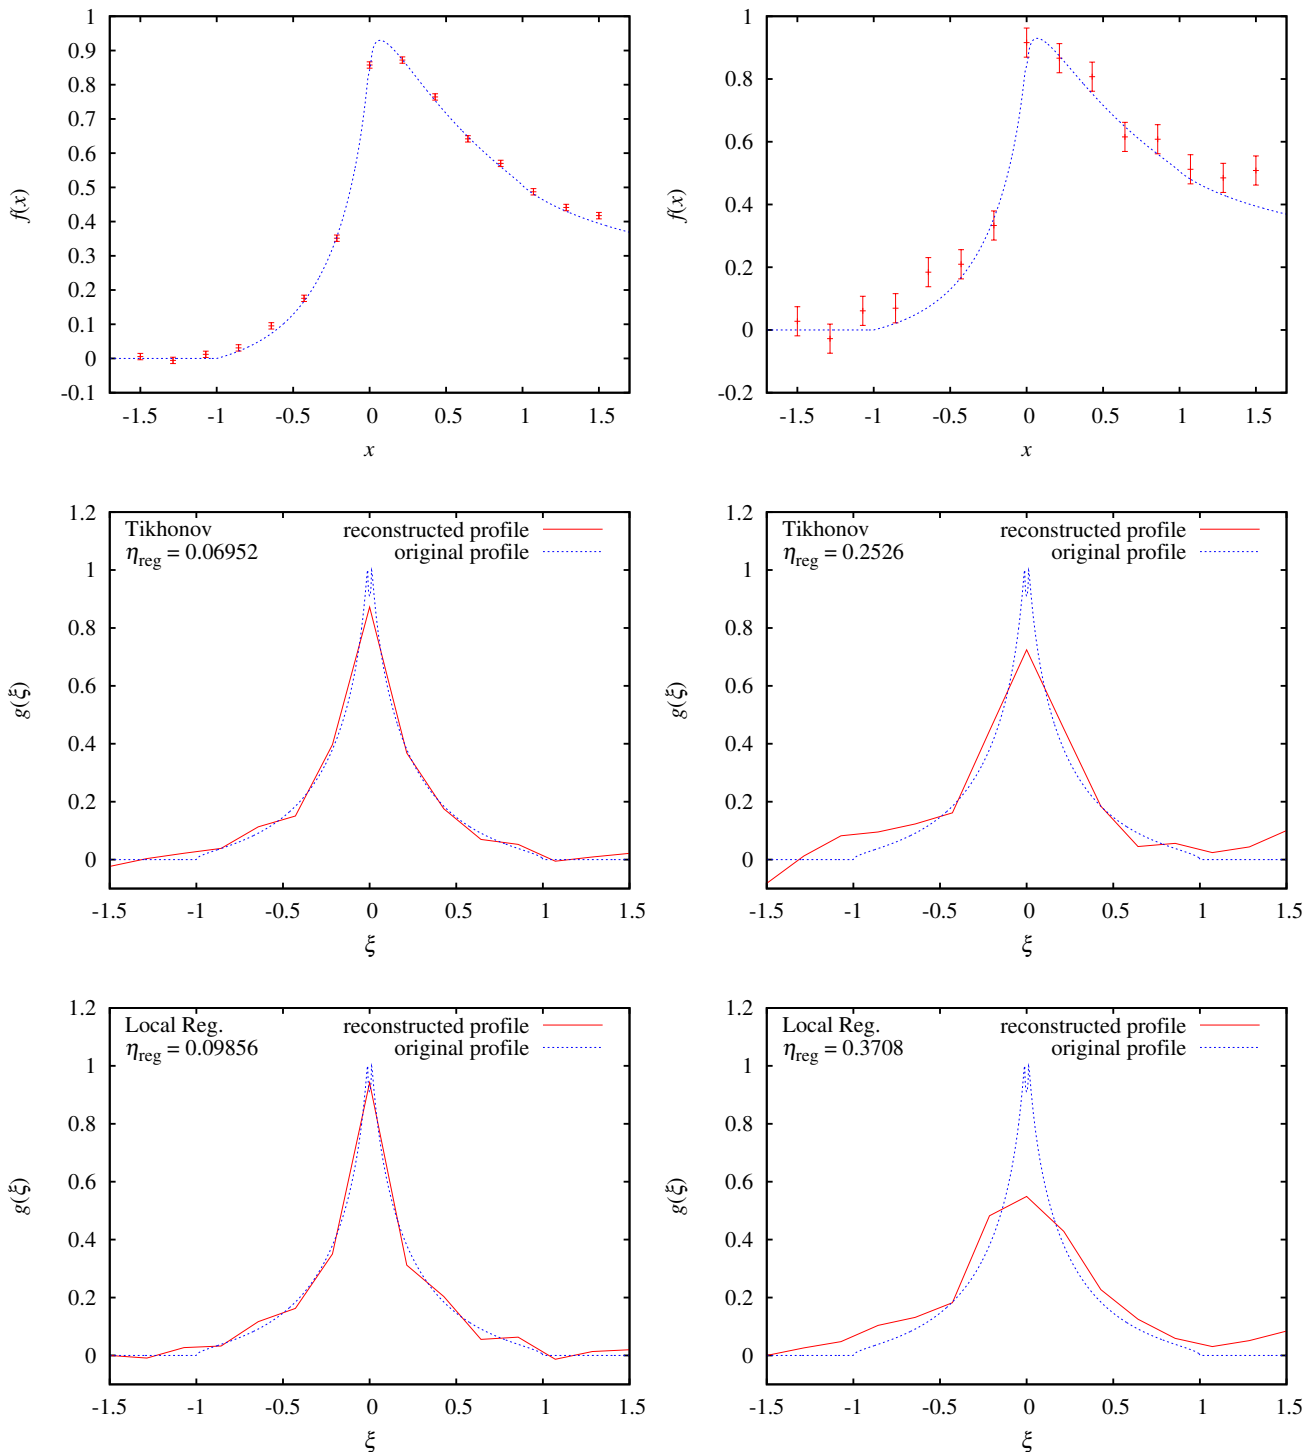 1
0.9
0.8
0.7
0.6
0.5
0.4
0.3
0.2
0.1
0
-0.1
-1.5 -1 -0.5 0 0.5 1 1.5
x
f(x)
1
0.8
0.6
0.4
0.2
0
-0.2
-1.5 -1 -0.5 0 0.5 1 1.5
x
f(x)
1.2
1
0.8
0.6
0.4
0.2
0
-1.5 -1 -0.5 0 0.5 1 1.5
ξ
g(ξ)
Tikhonov
η_reg = 0.06952
reconstructed profile
original profile
1.2
1
0.8
0.6
0.4
0.2
0
-1.5 -1 -0.5 0 0.5 1 1.5
ξ
g(ξ)
Tikhonov
η_reg = 0.2526
reconstructed profile
original profile
1.2
1
0.8
0.6
0.4
0.2
0
-1.5 -1 -0.5 0 0.5 1 1.5
ξ
g(ξ)
Local Reg.
η_reg = 0.09856
reconstructed profile
original profile
1.2
1
0.8
0.6
0.4
0.2
0
-1.5 -1 -0.5 0 0.5 1 1.5
ξ
g(ξ)
Local Reg.
η_reg = 0.3708
reconstructed profile
original profile